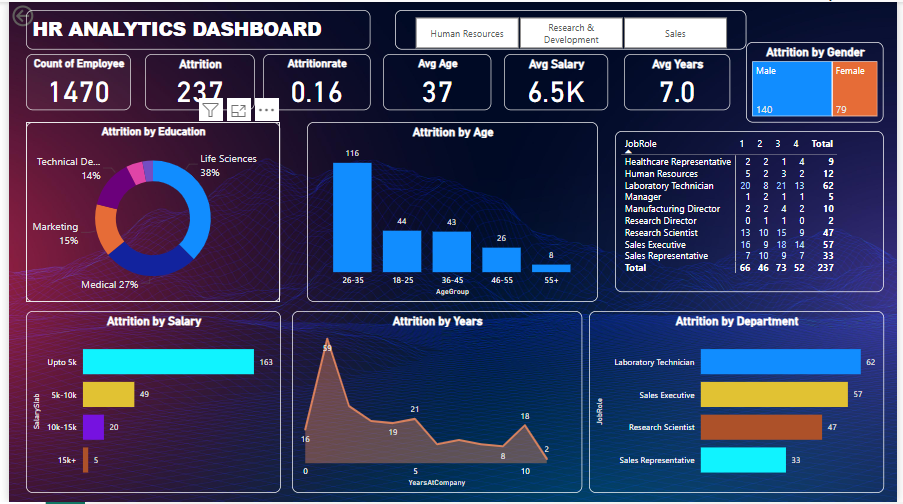 HR ANALYTICS DASHBOARD
Human Resources
Research &
Development
Sales
Count of Employee
1470
Attrition
237
Attritionrate
0.16
Avg Age
37
Avg Salary
6.5K
Avg Years
7.0
Attrition by Gender
Male
Female
140
79
Attrition by Education
Technical De...
14%
Life Sciences
38%
Marketing
15%
Medical 27%
Attrition by Age
116
44
43
26
8
26-35 18-25 36-45 46-55 55+
AgeGroup
JobRole 1 2 3 4 Total
Healthcare Representative 2 2 1 4 9
Human Resources 5 2 3 2 12
Laboratory Technician 20 8 21 13 62
Manager 1 2 1 1 5
Manufacturing Director 2 2 4 2 10
Research Director 0 1 1 0 2
Research Scientist 13 10 15 9 47
Sales Executive 16 9 18 14 57
Sales Representative 7 10 9 7 33
Total 66 46 73 52 237
Attrition by Salary
SalarySlab
Upto 5k 163
5k-10k 49
10k-15k 20
15k+ 5
Attrition by Years
59
16
19
21
8
18
2
0 5 10
YearsAtCompany
Attrition by Department
JobRole
Laboratory Technician 62
Sales Executive 57
Research Scientist 47
Sales Representative 33